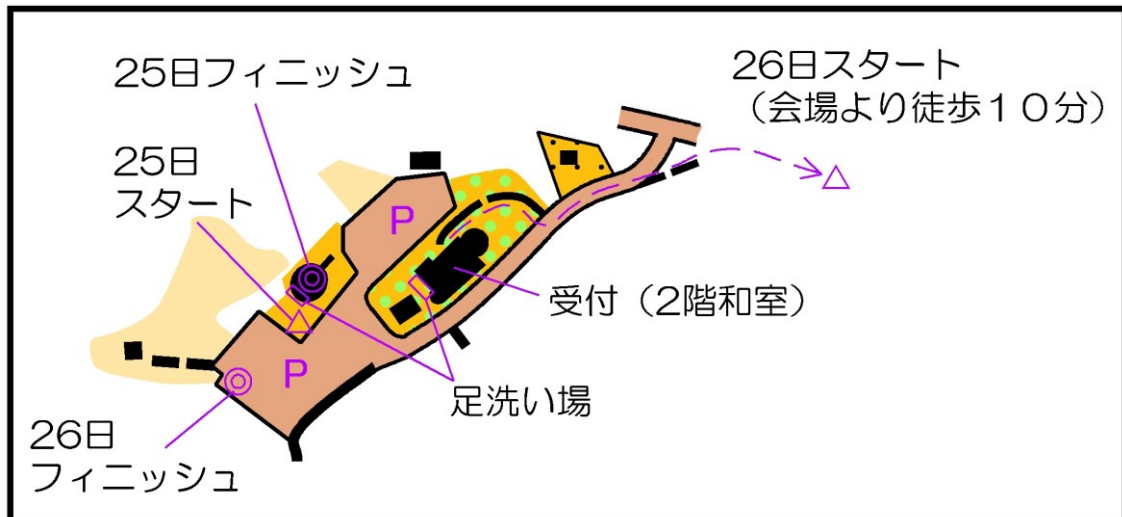 25日フィニッシュ
26日スタート
（会場より徒歩１０分）
25日
スタート
P
受付（2階和室）
P
足洗い場
26日
フィニッシュ